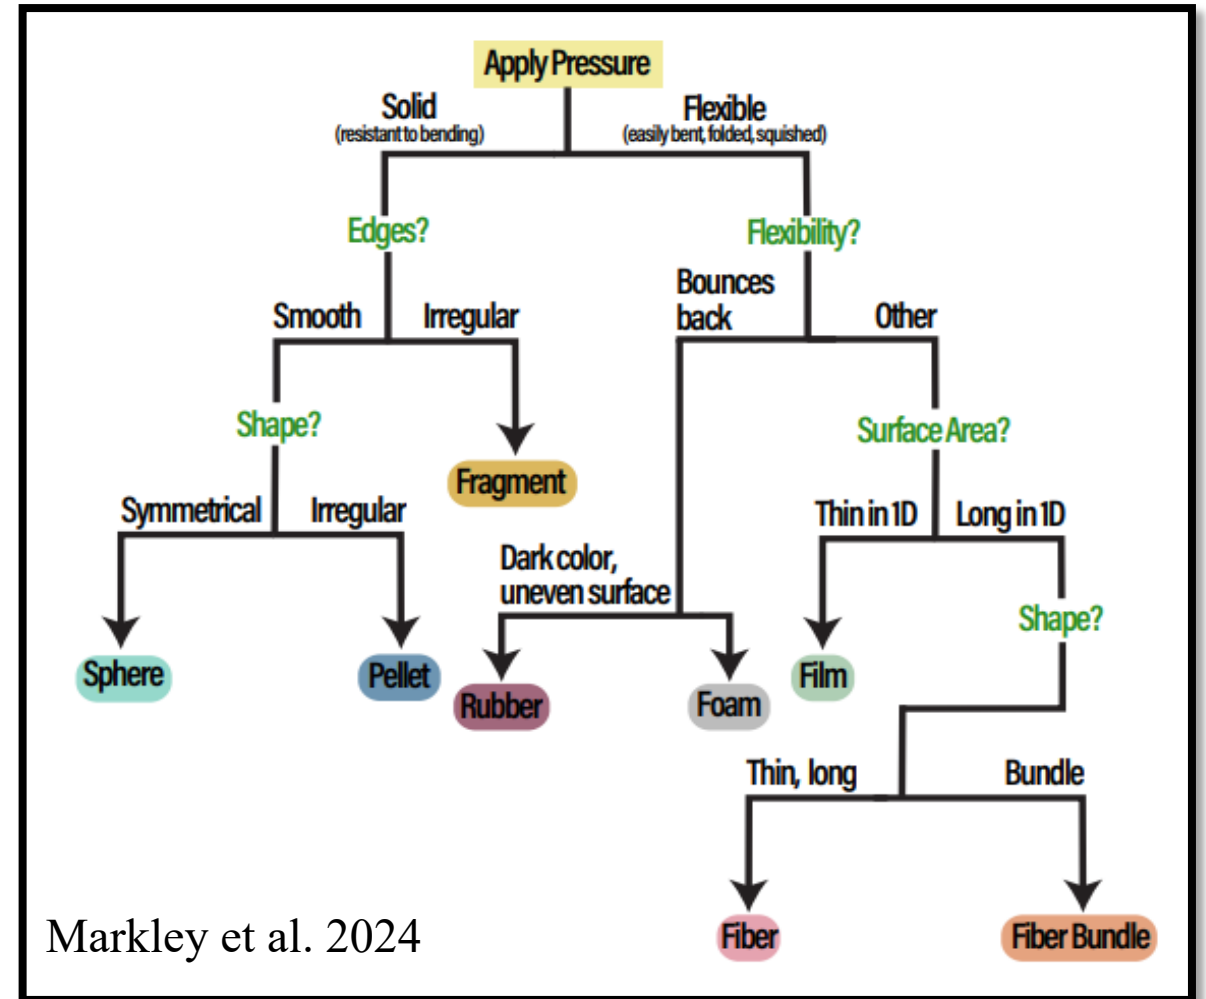 Apply Pressure
Solid
(resistant to bending)
Flexible
(easily bent, folded, squished)
Edges?
Flexibility?
Smooth
Irregular
Bounces
back
Other
Shape?
Surface Area?
Fragment
Symmetrical
Irregular
Thin in 1D
Long in 1D
Dark color,
uneven surface
Shape?
Sphere
Pellet
Rubber
Foam
Film
Thin, long
Bundle
Fiber
Fiber Bundle
Markley et al. 2024